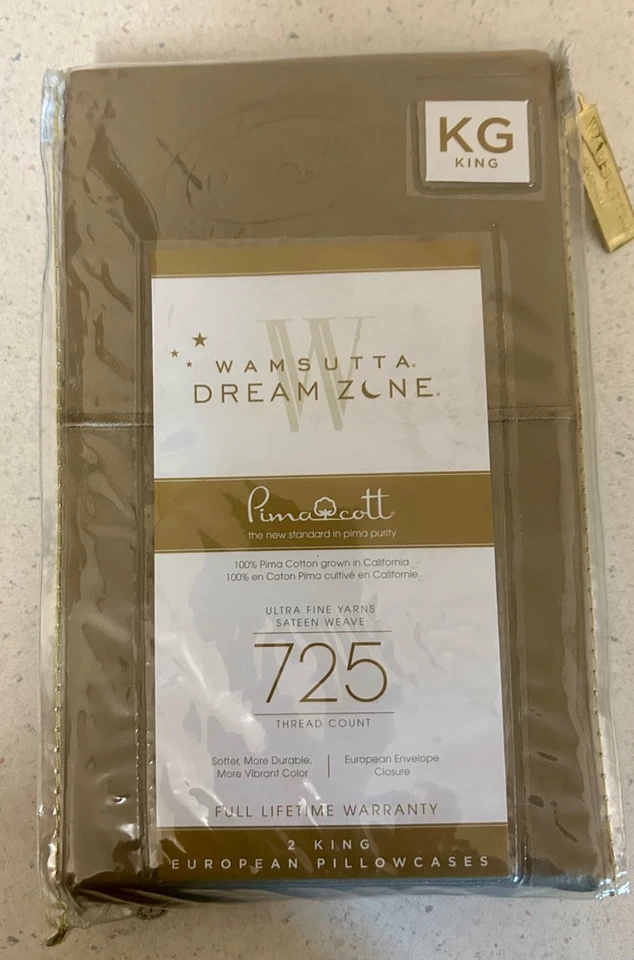 KG
KING
W
WAMSUTTA®
DREAM ZONE®
Pimacott®
the new standard in pima purity
100% Pima Cotton grown in California
100% en Coton Pima cultivé en Californie
ULTRA FINE YARNS
SATEEN WEAVE
725
THREAD COUNT
Softer, More Durable,
More Vibrant Color
European Envelope
Closure
FULL LIFETIME WARRANTY
2 KING
EUROPEAN PILLOWCASES